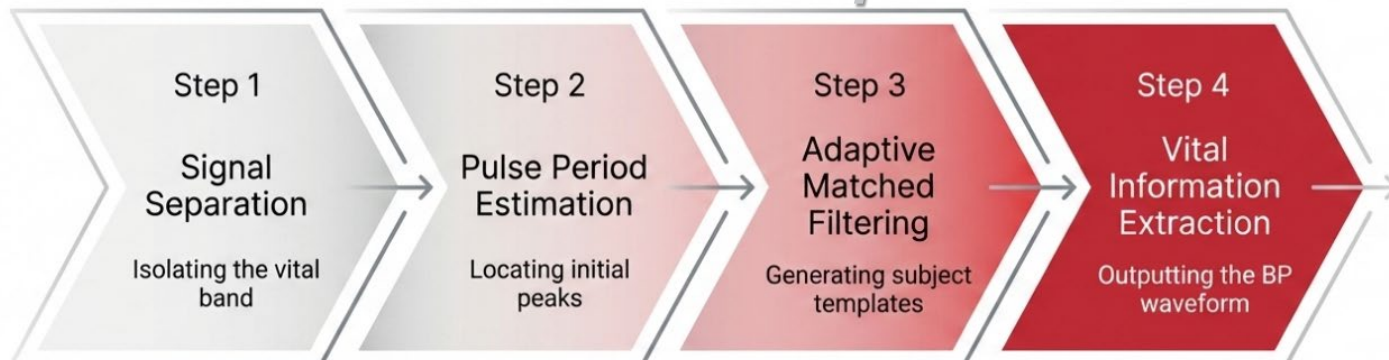 Step 1
Signal
Separation
Isolating the vital
band
Step 2
Pulse Period
Estimation
Locating initial
peaks
Step 3
Adaptive
Matched
Filtering
Generating subject
templates
Step 4
Vital
Information
Extraction
Outputting the BP
waveform